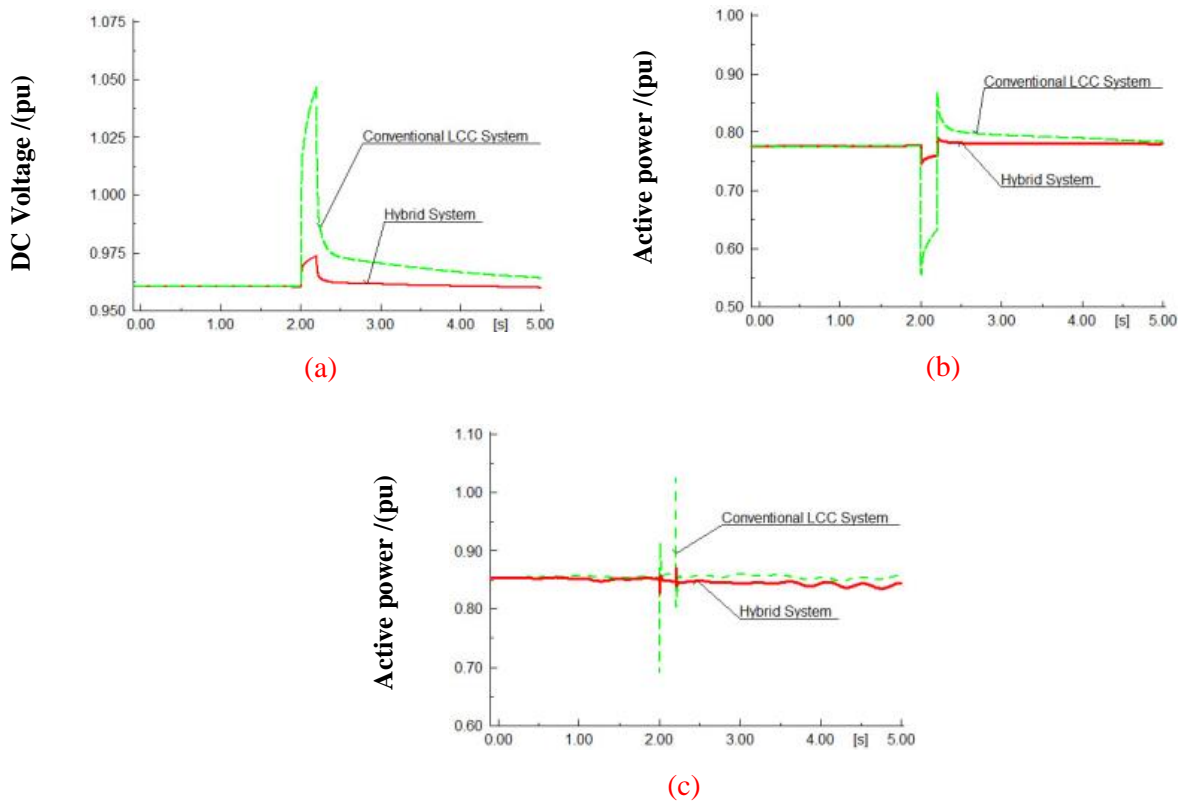 DC Voltage /(pu)
1.075
1.050
1.025
1.000
0.975
0.950
Conventional LCC System
Hybrid System
0.00 1.00 2.00 3.00 4.00 [s] 5.00
(a)
Active power /(pu)
1.00
0.90
0.80
0.70
0.60
0.50
Conventional LCC System
Hybrid System
0.00 1.00 2.00 3.00 4.00 [s] 5.00
(b)
Active power /(pu)
1.10
1.00
0.90
0.80
0.70
0.60
Conventional LCC System
Hybrid System
0.00 1.00 2.00 3.00 4.00 [s] 5.00
(c)